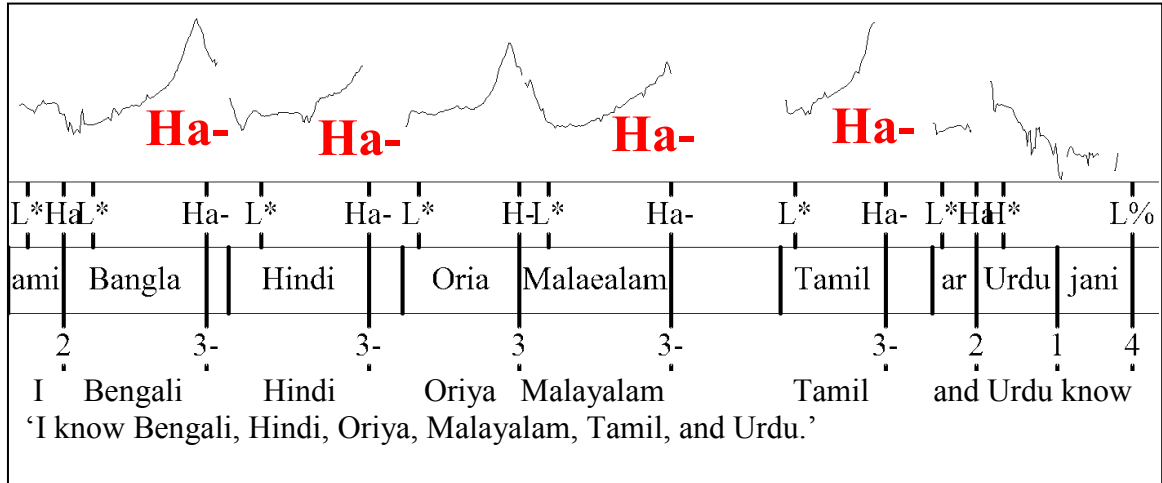 Ha- Ha- Ha- Ha-
L* Ha L* Ha- L* Ha- L* H- L* Ha- L* Ha- L* Ha H* L%
ami Bangla Hindi Oria Malaealam Tamil ar Urdu jani
2 3- 3- 3 3- 3- 2 1 4
I Bengali Hindi Oriya Malayalam Tamil and Urdu know
‘I know Bengali, Hindi, Oriya, Malayalam, Tamil, and Urdu.’